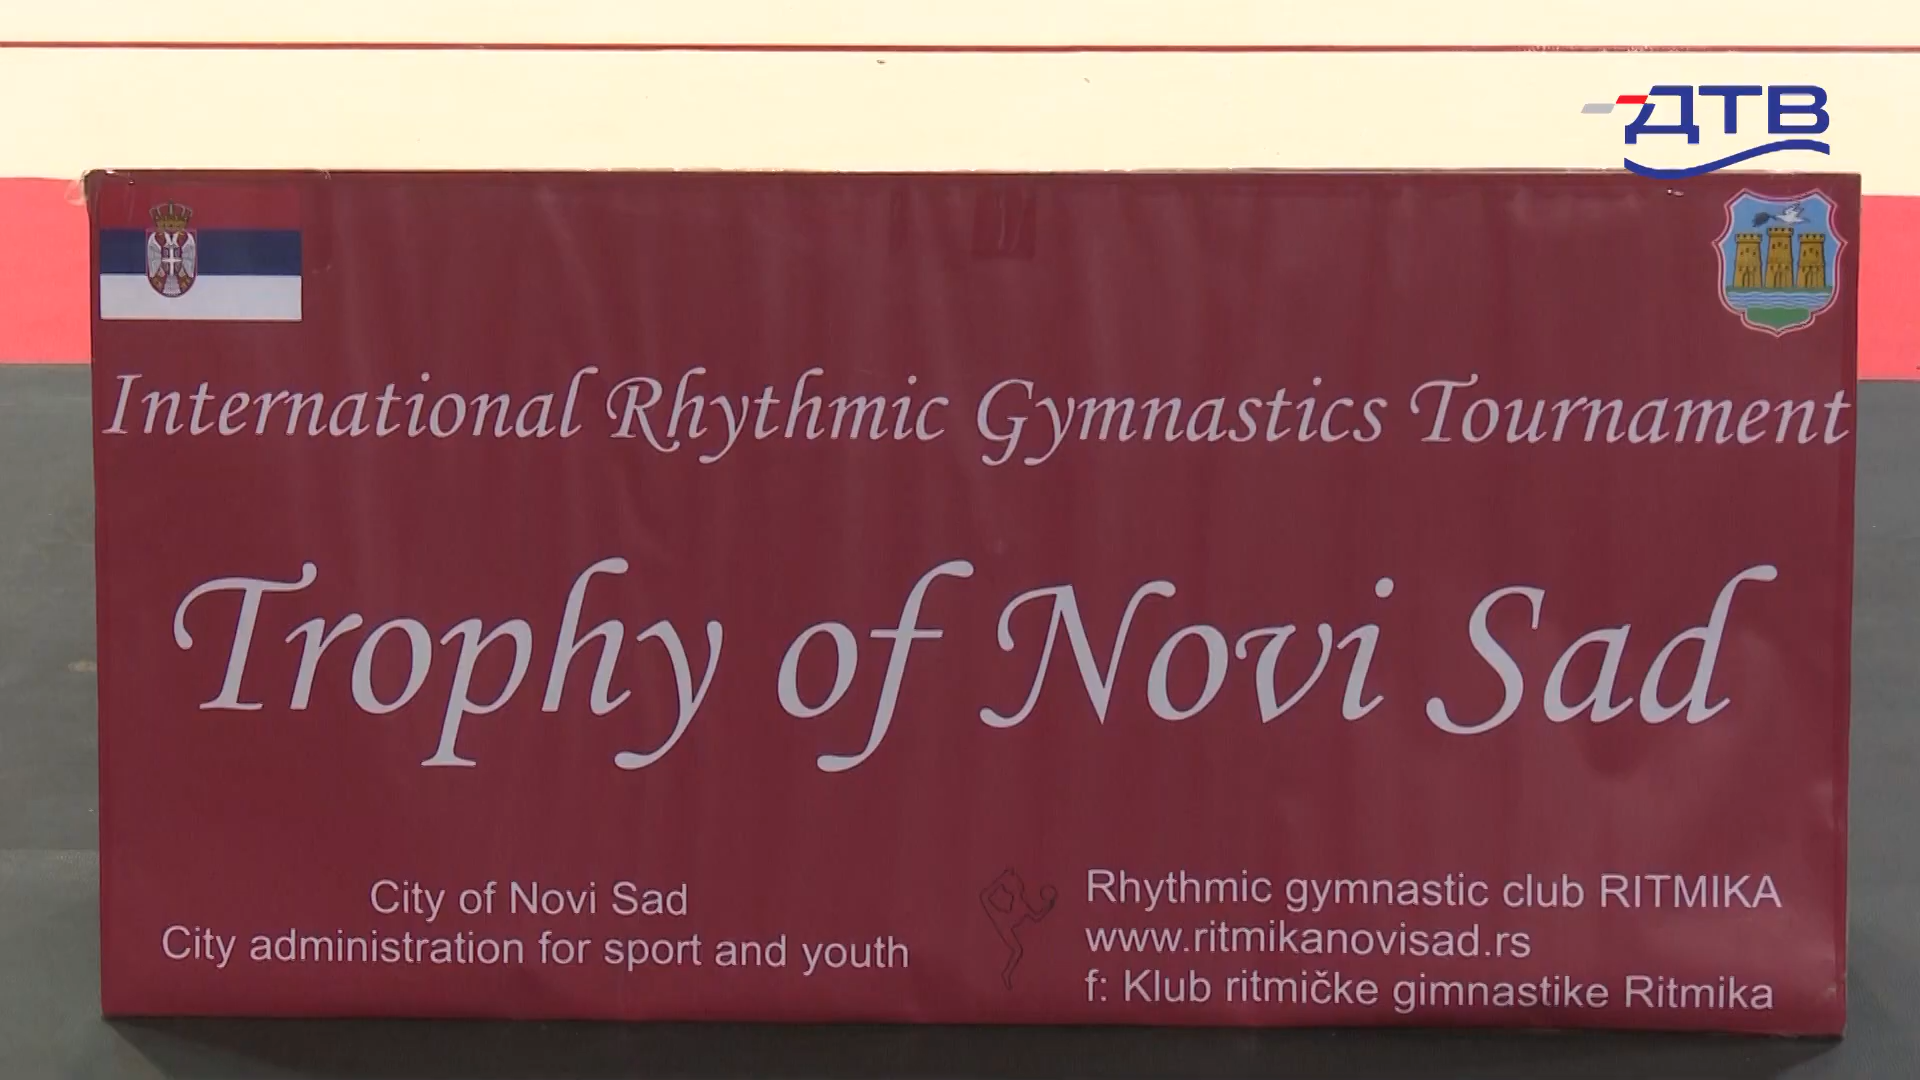 ДТВ
International Rhythmic Gymnastics Tournament
Trophy of Novi Sad
City of Novi Sad
City administration for sport and youth
Rhythmic gymnastic club RITMIKA
www.ritmikanovisad.rs
f: Klub ritmičke gimnastike Ritmika